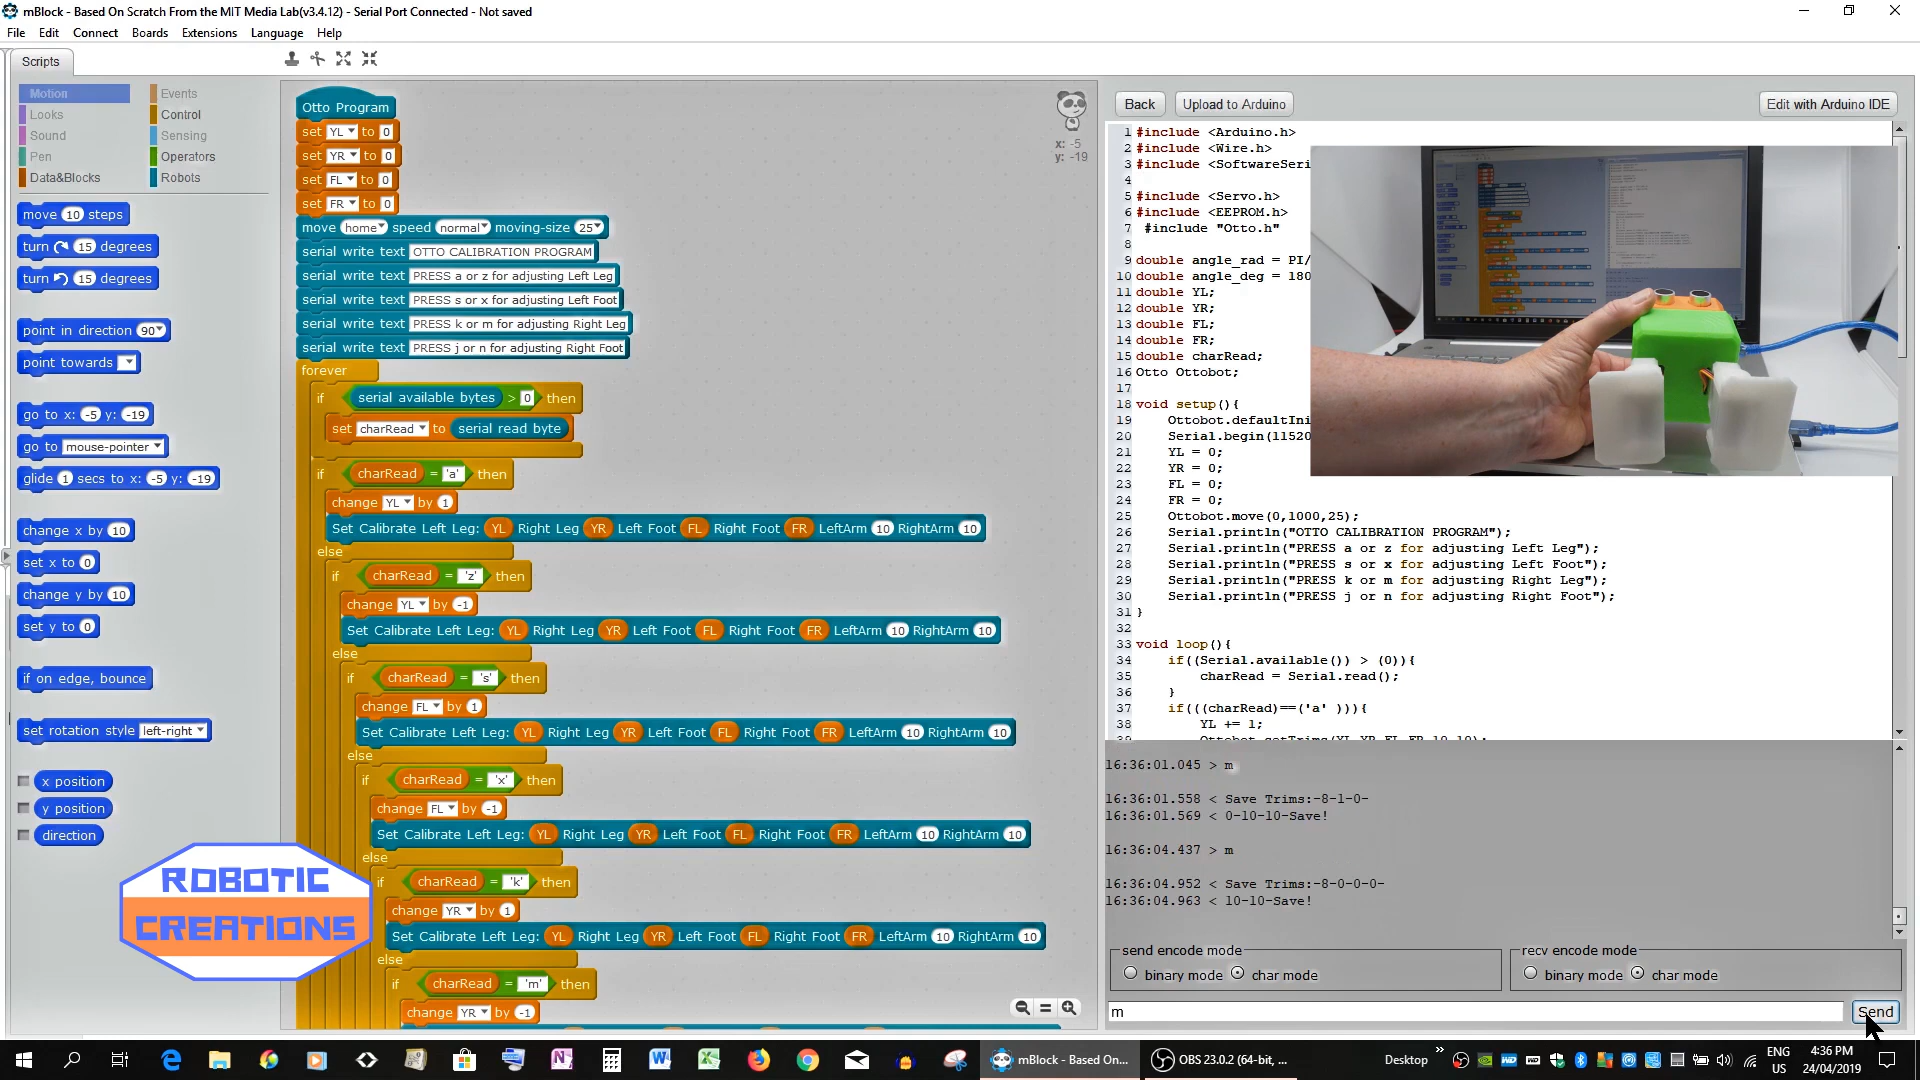 mBlock - Based On Scratch From the MIT Media Lab(v3.4.12) - Serial Port Connected - Not saved
File Edit Connect Boards Extensions Language Help
Scripts
Motion
Looks
Sound
Pen
Data&Blocks
Events
Control
Sensing
Operators
Robots
move 10 steps
turn 15 degrees
turn 15 degrees
point in direction 90
point towards
go to x: -5 y: -19
go to mouse-pointer
glide 1 secs to x: -5 y: -19
change x by 10
set x to 0
change y by 10
set y to 0
if on edge, bounce
set rotation style left-right
x position
y position
direction
ROBOTIC
CREATIONS
Otto Program
set YL to 0
set YR to 0
set FL to 0
set FR to 0
move home speed normal moving-size 25
serial write text OTTO CALIBRATION PROGRAM
serial write text PRESS a or z for adjusting Left Leg
serial write text PRESS s or x for adjusting Left Foot
serial write text PRESS k or m for adjusting Right Leg
serial write text PRESS j or n for adjusting Right Foot
forever
if serial available bytes > 0 then
set charRead to serial read byte
if charRead = 'a' then
change YL by 1
Set Calibrate Left Leg: YL Right Leg YR Left Foot FL Right Foot FR LeftArm 10 RightArm 10
else
if charRead = 'z' then
change YL by -1
Set Calibrate Left Leg: YL Right Leg YR Left Foot FL Right Foot FR LeftArm 10 RightArm 10
else
if charRead = 's' then
change FL by 1
Set Calibrate Left Leg: YL Right Leg YR Left Foot FL Right Foot FR LeftArm 10 RightArm 10
else
if charRead = 'x' then
change FL by -1
Set Calibrate Left Leg: YL Right Leg YR Left Foot FL Right Foot FR LeftArm 10 RightArm 10
else
if charRead = 'k' then
change YR by 1
Set Calibrate Left Leg: YL Right Leg YR Left Foot FL Right Foot FR LeftArm 10 RightArm 10
else
if charRead = 'm' then
change YR by -1
x: -5
y: -19
Back Upload to Arduino Edit with Arduino IDE
1 #include <Arduino.h>
2 #include <Wire.h>
3 #include <SoftwareSeri
4
5 #include <Servo.h>
6 #include <EEPROM.h>
7 #include "Otto.h"
8
9 double angle_rad = PI/
10 double angle_deg = 180
11 double YL;
12 double YR;
13 double FL;
14 double FR;
15 double charRead;
16 Otto Ottobot;
17
18 void setup(){
19 Ottobot.defaultIni
20 Serial.begin(11520
21 YL = 0;
22 YR = 0;
23 FL = 0;
24 FR = 0;
25 Ottobot.move(0,1000,25);
26 Serial.println("OTTO CALIBRATION PROGRAM");
27 Serial.println("PRESS a or z for adjusting Left Leg");
28 Serial.println("PRESS s or x for adjusting Left Foot");
29 Serial.println("PRESS k or m for adjusting Right Leg");
30 Serial.println("PRESS j or n for adjusting Right Foot");
31 }
32
33 void loop(){
34 if((Serial.available()) > (0)){
35 charRead = Serial.read();
36 }
37 if(((charRead)==('a' ))){
38 YL += 1;
39 Ottobot.setTrims(YL,YR,FL,FR,10,10);
16:36:01.045 > m
16:36:01.558 < Save Trims:-8-1-0-
16:36:01.569 < 0-10-10-Save!
16:36:04.437 > m
16:36:04.952 < Save Trims:-8-0-0-0-
16:36:04.963 < 10-10-Save!
send encode mode
binary mode char mode
recv encode mode
binary mode char mode
m
Send
mBlock - Based On...
OBS 23.0.2 (64-bit, ...
Desktop
ENG
US
4:36 PM
24/04/2019